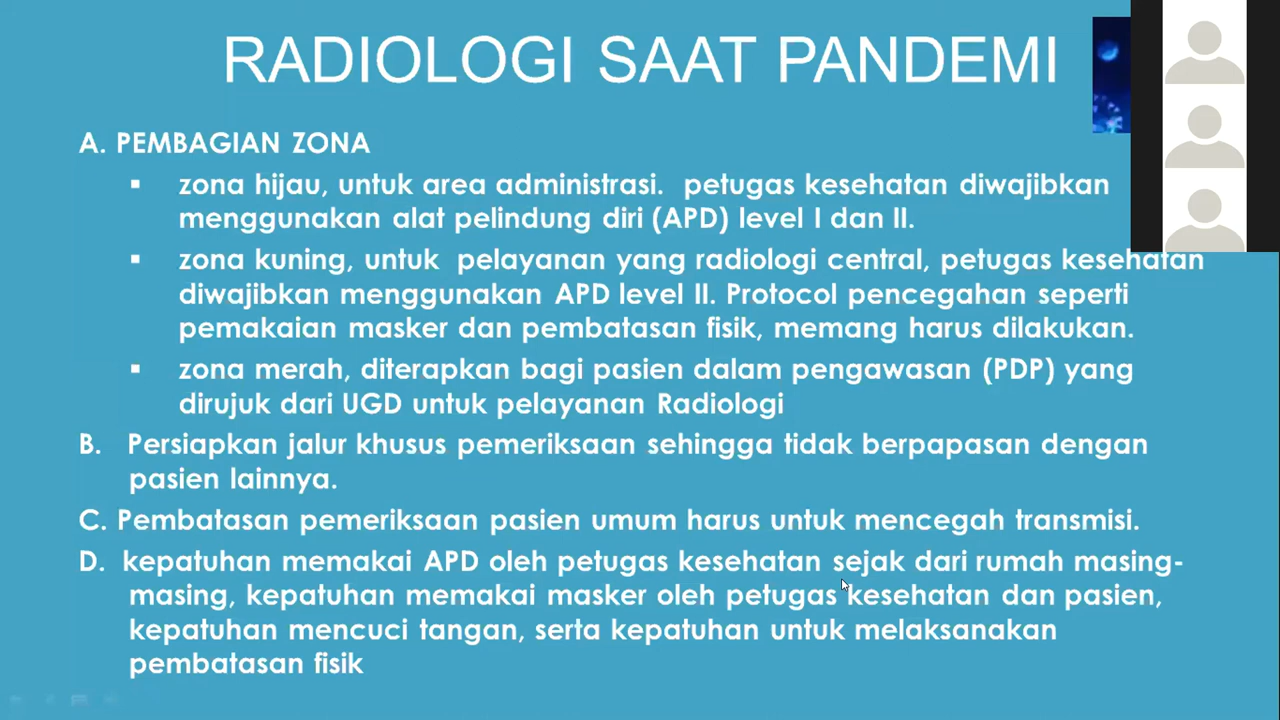 RADIOLOGI SAAT PANDEMI
A. PEMBAGIAN ZONA
▪ zona hijau, untuk area administrasi. petugas kesehatan diwajibkan
menggunakan alat pelindung diri (APD) level I dan II.
▪ zona kuning, untuk pelayanan yang radiologi central, petugas kesehatan
diwajibkan menggunakan APD level II. Protocol pencegahan seperti
pemakaian masker dan pembatasan fisik, memang harus dilakukan.
▪ zona merah, diterapkan bagi pasien dalam pengawasan (PDP) yang
dirujuk dari UGD untuk pelayanan Radiologi
B. Persiapkan jalur khusus pemeriksaan sehingga tidak berpapasan dengan
pasien lainnya.
C. Pembatasan pemeriksaan pasien umum harus untuk mencegah transmisi.
D. kepatuhan memakai APD oleh petugas kesehatan sejak dari rumah masing-
masing, kepatuhan memakai masker oleh petugas kesehatan dan pasien,
kepatuhan mencuci tangan, serta kepatuhan untuk melaksanakan
pembatasan fisik